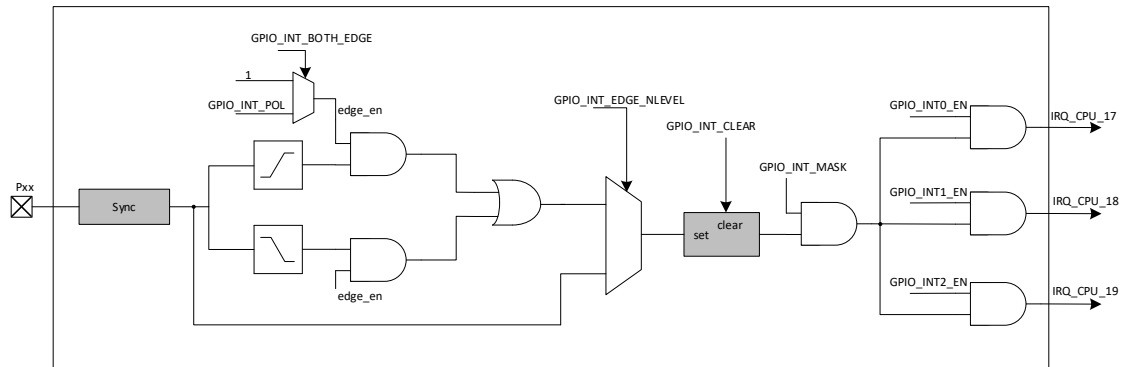 GPIO_INT_BOTH_EDGE
1
GPIO_INT_POL
edge_en
GPIO_INT_EDGE_NLEVEL
GPIO_INT_CLEAR
GPIO_INT_MASK
GPIO_INT0_EN
IRQ_CPU_17
Pxx
Sync
set
clear
GPIO_INT1_EN
IRQ_CPU_18
edge_en
GPIO_INT2_EN
IRQ_CPU_19